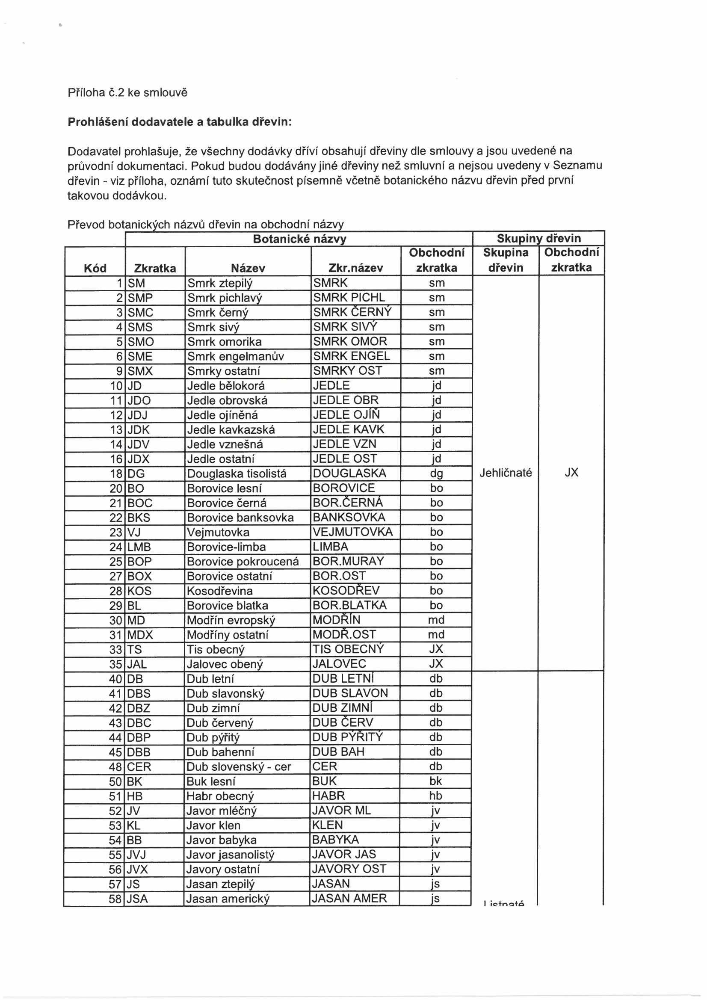 Příloha č.2 ke smlouvě
Prohlášení dodavatele a tabulka dřevin:
Dodavatel prohlašuje, že všechny dodávky dříví obsahují dřeviny dle smlouvy a jsou uvedené na
průvodní dokumentaci. Pokud budou dodávány jiné dřeviny než smluvní a nejsou uvedeny v Seznamu
dřevin - viz příloha, oznámí tuto skutečnost písemně včetně botanického názvu dřevin před první
takovou dodávkou.
Převod botanických názvů dřevin na obchodní názvy
Botanické názvy Skupiny dřevin
Kód Zkratka Název Zkr.název Obchodní zkratka Skupina dřevin Obchodní zkratka
1 SM Smrk ztepilý SMRK sm
2 SMP Smrk pichlavý SMRK PICHL sm
3 SMC Smrk černý SMRK ČERNÝ sm
4 SMS Smrk sivý SMRK SIVÝ sm
5 SMO Smrk omorika SMRK OMOR sm
6 SME Smrk engelmanův SMRK ENGEL sm
9 SMX Smrky ostatní SMRKY OST sm
10 JD Jedle bělokorá JEDLE jd
11 JDO Jedle obrovská JEDLE OBR jd
12 JDJ Jedle ojíněná JEDLE OJÍŇ jd
13 JDK Jedle kavkazská JEDLE KAVK jd
14 JDV Jedle vznešná JEDLE VZN jd
16 JDX Jedle ostatní JEDLE OST jd
18 DG Douglaska tisolistá DOUGLASKA dg Jehličnaté JX
20 BO Borovice lesní BOROVICE bo
21 BOC Borovice černá BOR.ČERNÁ bo
22 BKS Borovice banksovka BANKSOVKA bo
23 VJ Vejmutovka VEJMUTOVKA bo
24 LMB Borovice-limba LIMBA bo
25 BOP Borovice pokroucená BOR.MURAY bo
27 BOX Borovice ostatní BOR.OST bo
28 KOS Kosodřevina KOSODŘEV bo
29 BL Borovice blatka BOR.BLATKA bo
30 MD Modřín evropský MODŘÍN md
31 MDX Modříny ostatní MODŘ.OST md
33 TS Tis obecný TIS OBECNÝ JX
35 JAL Jalovec obený JALOVEC JX
40 DB Dub letní DUB LETNÍ db
41 DBS Dub slavonský DUB SLAVON db
42 DBZ Dub zimní DUB ZIMNÍ db
43 DBC Dub červený DUB ČERV db
44 DBP Dub pýřitý DUB PÝŘITÝ db
45 DBB Dub bahenní DUB BAH db
48 CER Dub slovenský - cer CER db
50 BK Buk lesní BUK bk
51 HB Habr obecný HABR hb
52 JV Javor mléčný JAVOR ML jv
53 KL Javor klen KLEN jv
54 BB Javor babyka BABYKA jv
55 JVJ Javor jasanolistý JAVOR JAS jv
56 JVX Javory ostatní JAVORY OST jv
57 JS Jasan ztepilý JASAN js
58 JSA Jasan americký JASAN AMER js Listnaté